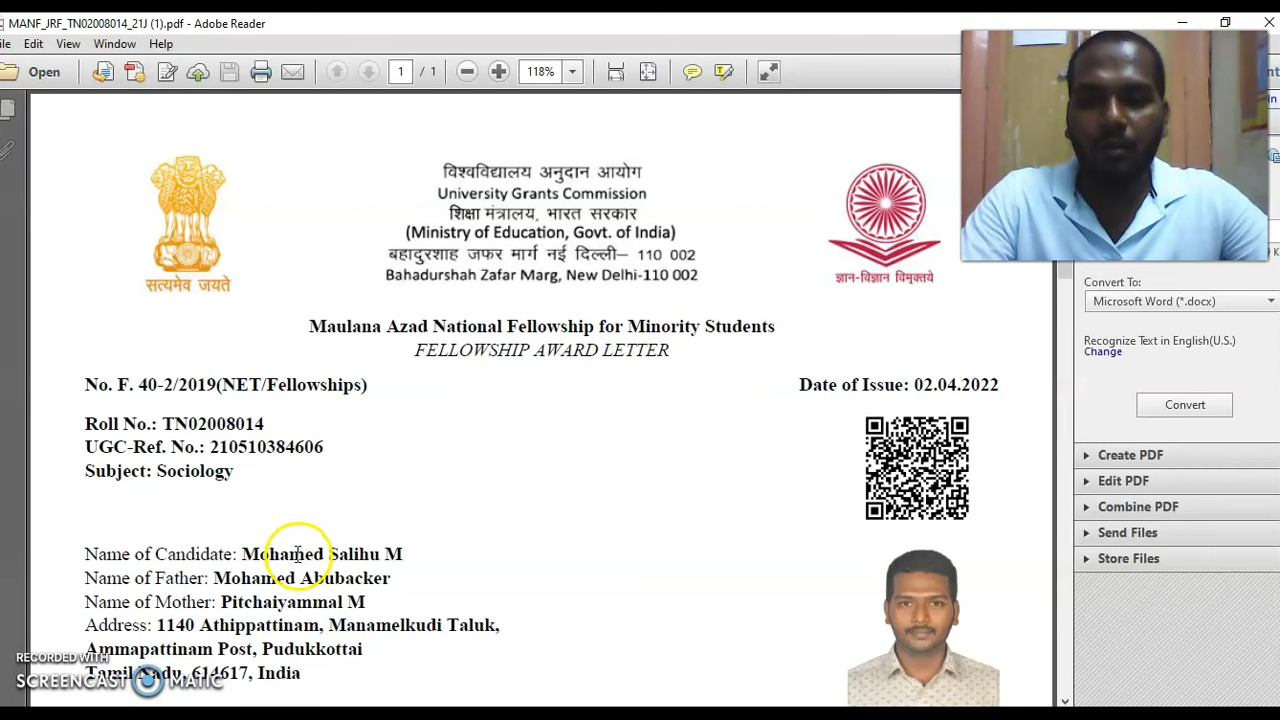 MANF_JRF_TN02008014_21J (1).pdf - Adobe Reader
Edit View Window Help
Open 1 / 1 118%
विश्वविद्यालय अनुदान आयोग
University Grants Commission
शिक्षा मंत्रालय, भारत सरकार
(Ministry of Education, Govt. of India)
बहादुरशाह जफर मार्ग नई दिल्ली– 110 002
Bahadurshah Zafar Marg, New Delhi-110 002
सत्यमेव जयते
ज्ञान-विज्ञान विमुक्तये
Maulana Azad National Fellowship for Minority Students
FELLOWSHIP AWARD LETTER
No. F. 40-2/2019(NET/Fellowships)
Date of Issue: 02.04.2022
Roll No.: TN02008014
UGC-Ref. No.: 210510384606
Subject: Sociology
Name of Candidate: Mohamed Salihu M
Name of Father: Mohamed Abubacker
Name of Mother: Pitchaiyammal M
Address: 1140 Athippattinam, Manamelkudi Taluk,
Ammapattinam Post, Pudukkottai
Tamil Nadu, 614617, India
RECORDED WITH
SCREENCAST MATIC
Convert To:
Microsoft Word (*.docx)
Recognize Text in English(U.S.)
Change
Convert
Create PDF
Edit PDF
Combine PDF
Send Files
Store Files